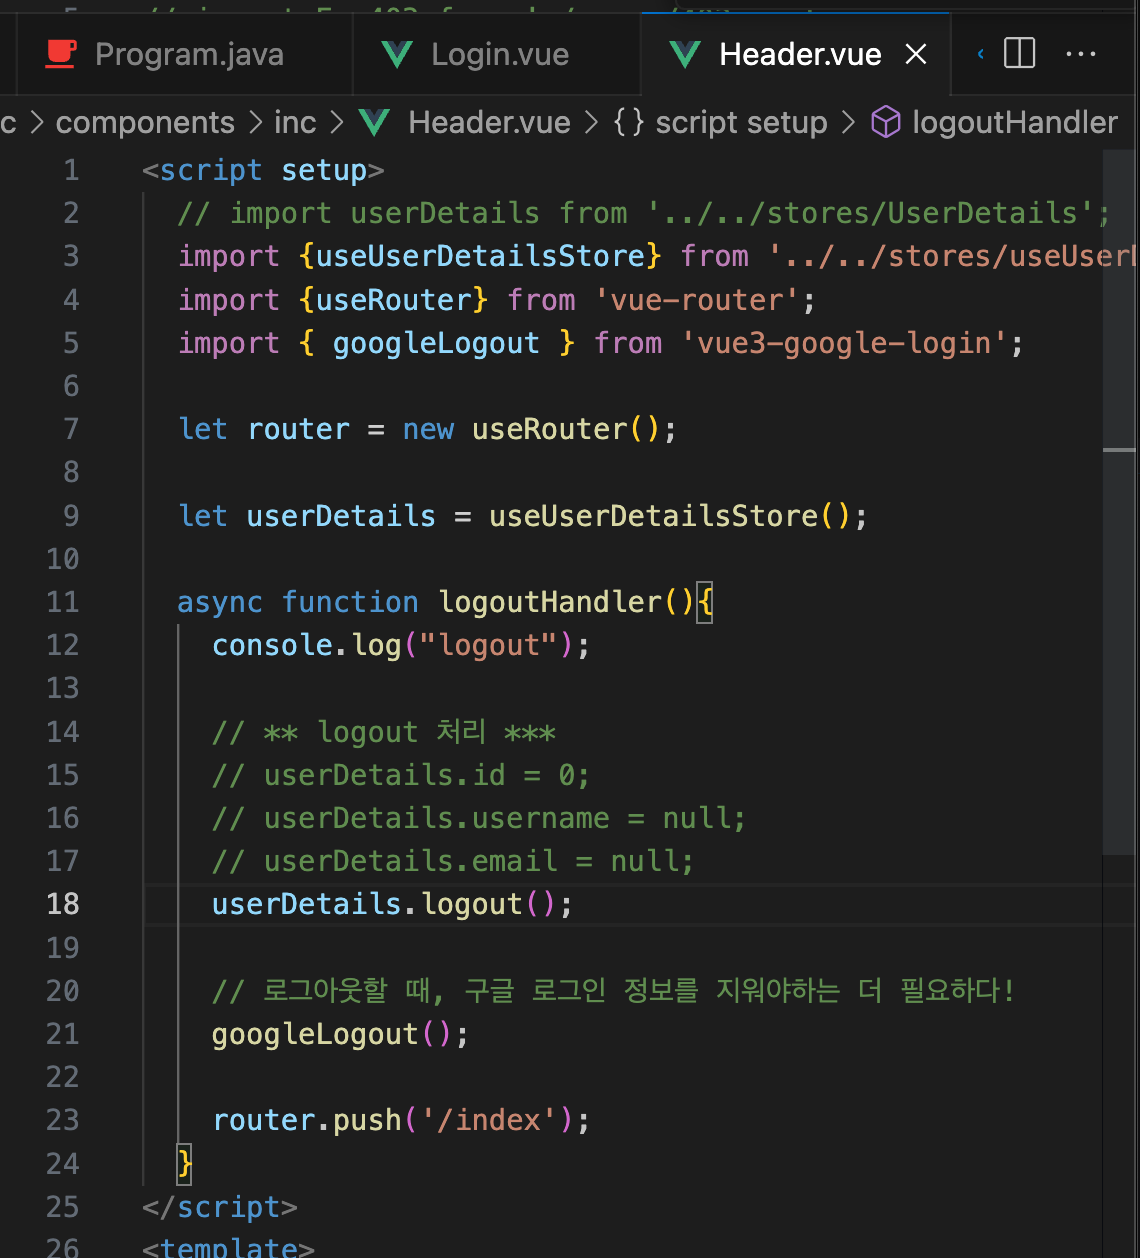 Program.java Login.vue Header.vue
c > components > inc > Header.vue > {} script setup > logoutHandler
1 <script setup>
2 // import userDetails from '../../stores/UserDetails';
3 import {useUserDetailsStore} from '../../stores/useUser
4 import {useRouter} from 'vue-router';
5 import { googleLogout } from 'vue3-google-login';
6
7 let router = new useRouter();
8
9 let userDetails = useUserDetailsStore();
10
11 async function logoutHandler(){
12 console.log("logout");
13
14 // ** logout 처리 ***
15 // userDetails.id = 0;
16 // userDetails.username = null;
17 // userDetails.email = null;
18 userDetails.logout();
19
20 // 로그아웃할 때, 구글 로그인 정보를 지워야하는 더 필요하다!
21 googleLogout();
22
23 router.push('/index');
24 }
25 </script>
26 <template>